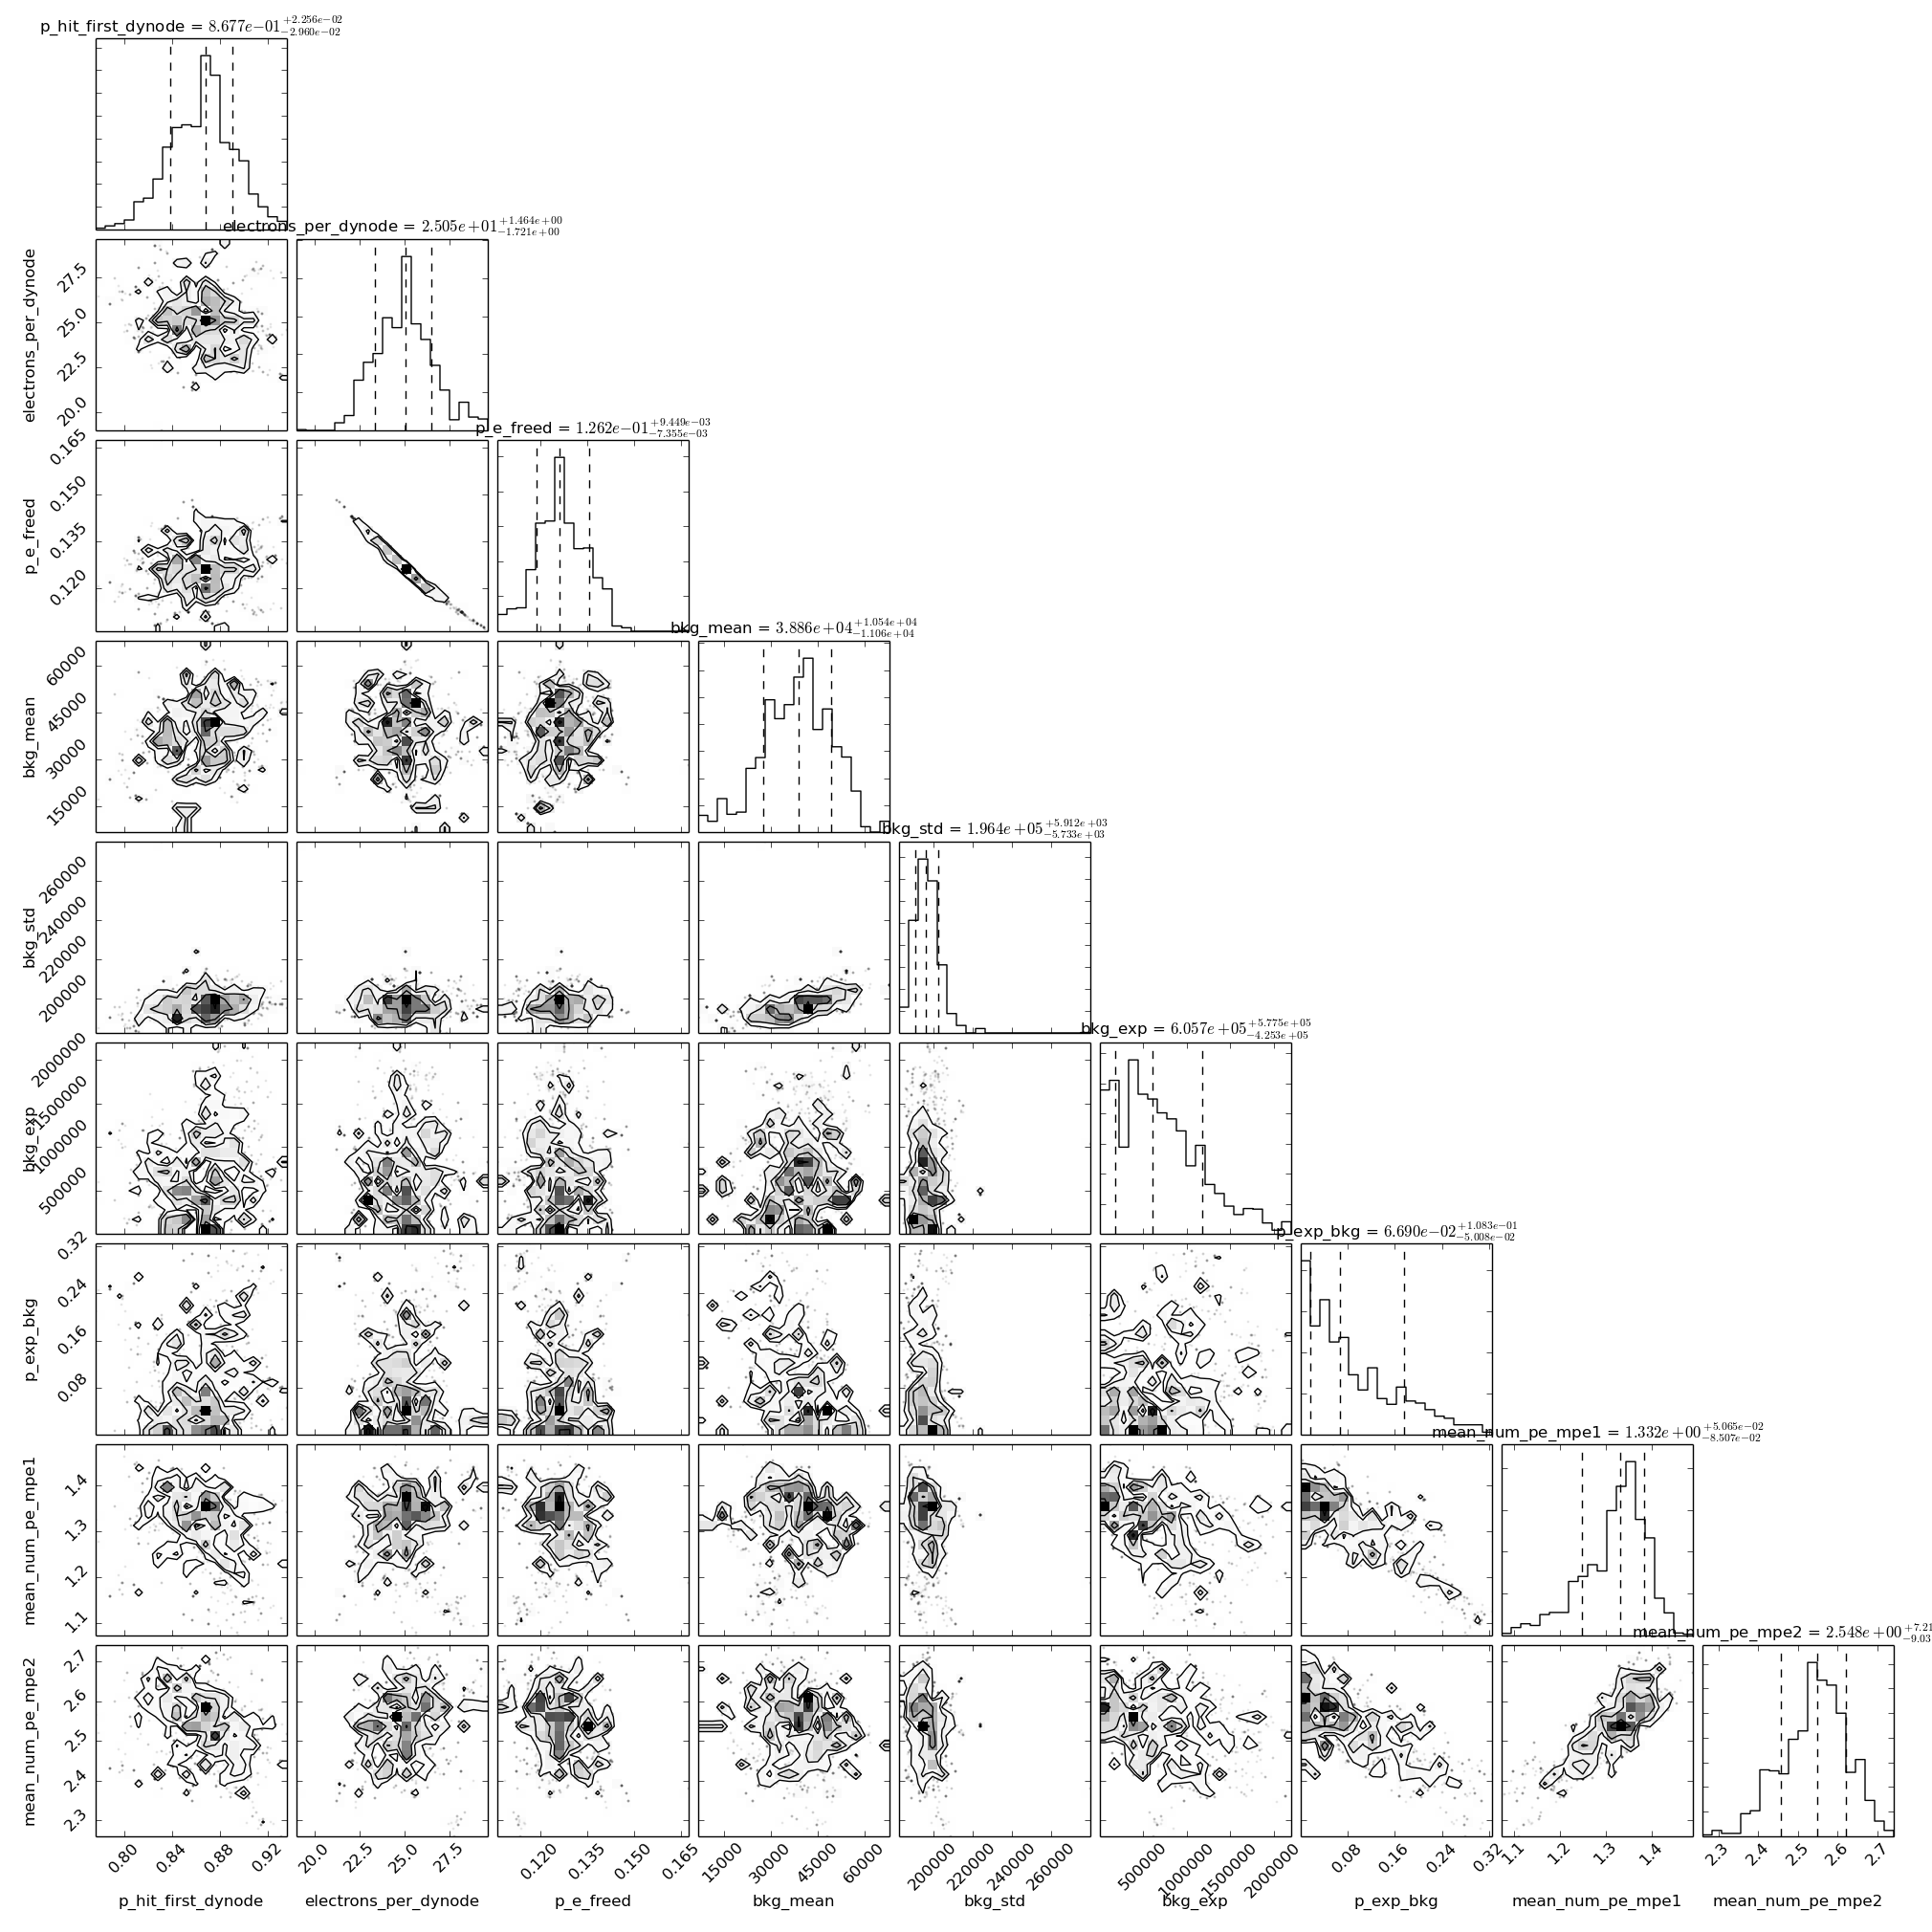 p_hit_first_dynode = 8.677e−01 +2.256e−02 −2.960e−02
electrons_per_dynode = 2.505e+01 +1.464e+00 −1.721e+00
electrons_per_dynode
27.5
25.0
22.5
20.0
p_e_freed = 1.262e−01 +9.449e−03 −7.355e−03
p_e_freed
0.165
0.150
0.135
0.120
bkg_mean = 3.886e+04 +1.054e+04 −1.106e+04
bkg_mean
60000
45000
30000
15000
bkg_std = 1.964e+05 +5.912e+03 −5.733e+03
bkg_std
260000
240000
220000
200000
bkg_exp = 6.057e+05 +5.775e+05 −4.253e+05
bkg_exp
2000000
1500000
1000000
500000
p_exp_bkg = 6.690e−02 +1.083e−01 −5.008e−02
p_exp_bkg
0.32
0.24
0.16
0.08
mean_num_pe_mpe1 = 1.332e+00 +5.065e−02 −8.507e−02
mean_num_pe_mpe1
1.4
1.3
1.2
1.1
mean_num_pe_mpe2 = 2.548e+00 +7.21 −9.03
mean_num_pe_mpe2
2.7
2.6
2.5
2.4
2.3
0.80 0.84 0.88 0.92 20.0 22.5 25.0 27.5 0.120 0.135 0.150 0.165 15000 30000 45000 60000 200000 220000 240000 260000 500000 1000000 1500000 2000000 0.08 0.16 0.24 0.32 1.1 1.2 1.3 1.4 2.3 2.4 2.5 2.6 2.7
p_hit_first_dynode electrons_per_dynode p_e_freed bkg_mean bkg_std bkg_exp p_exp_bkg mean_num_pe_mpe1 mean_num_pe_mpe2